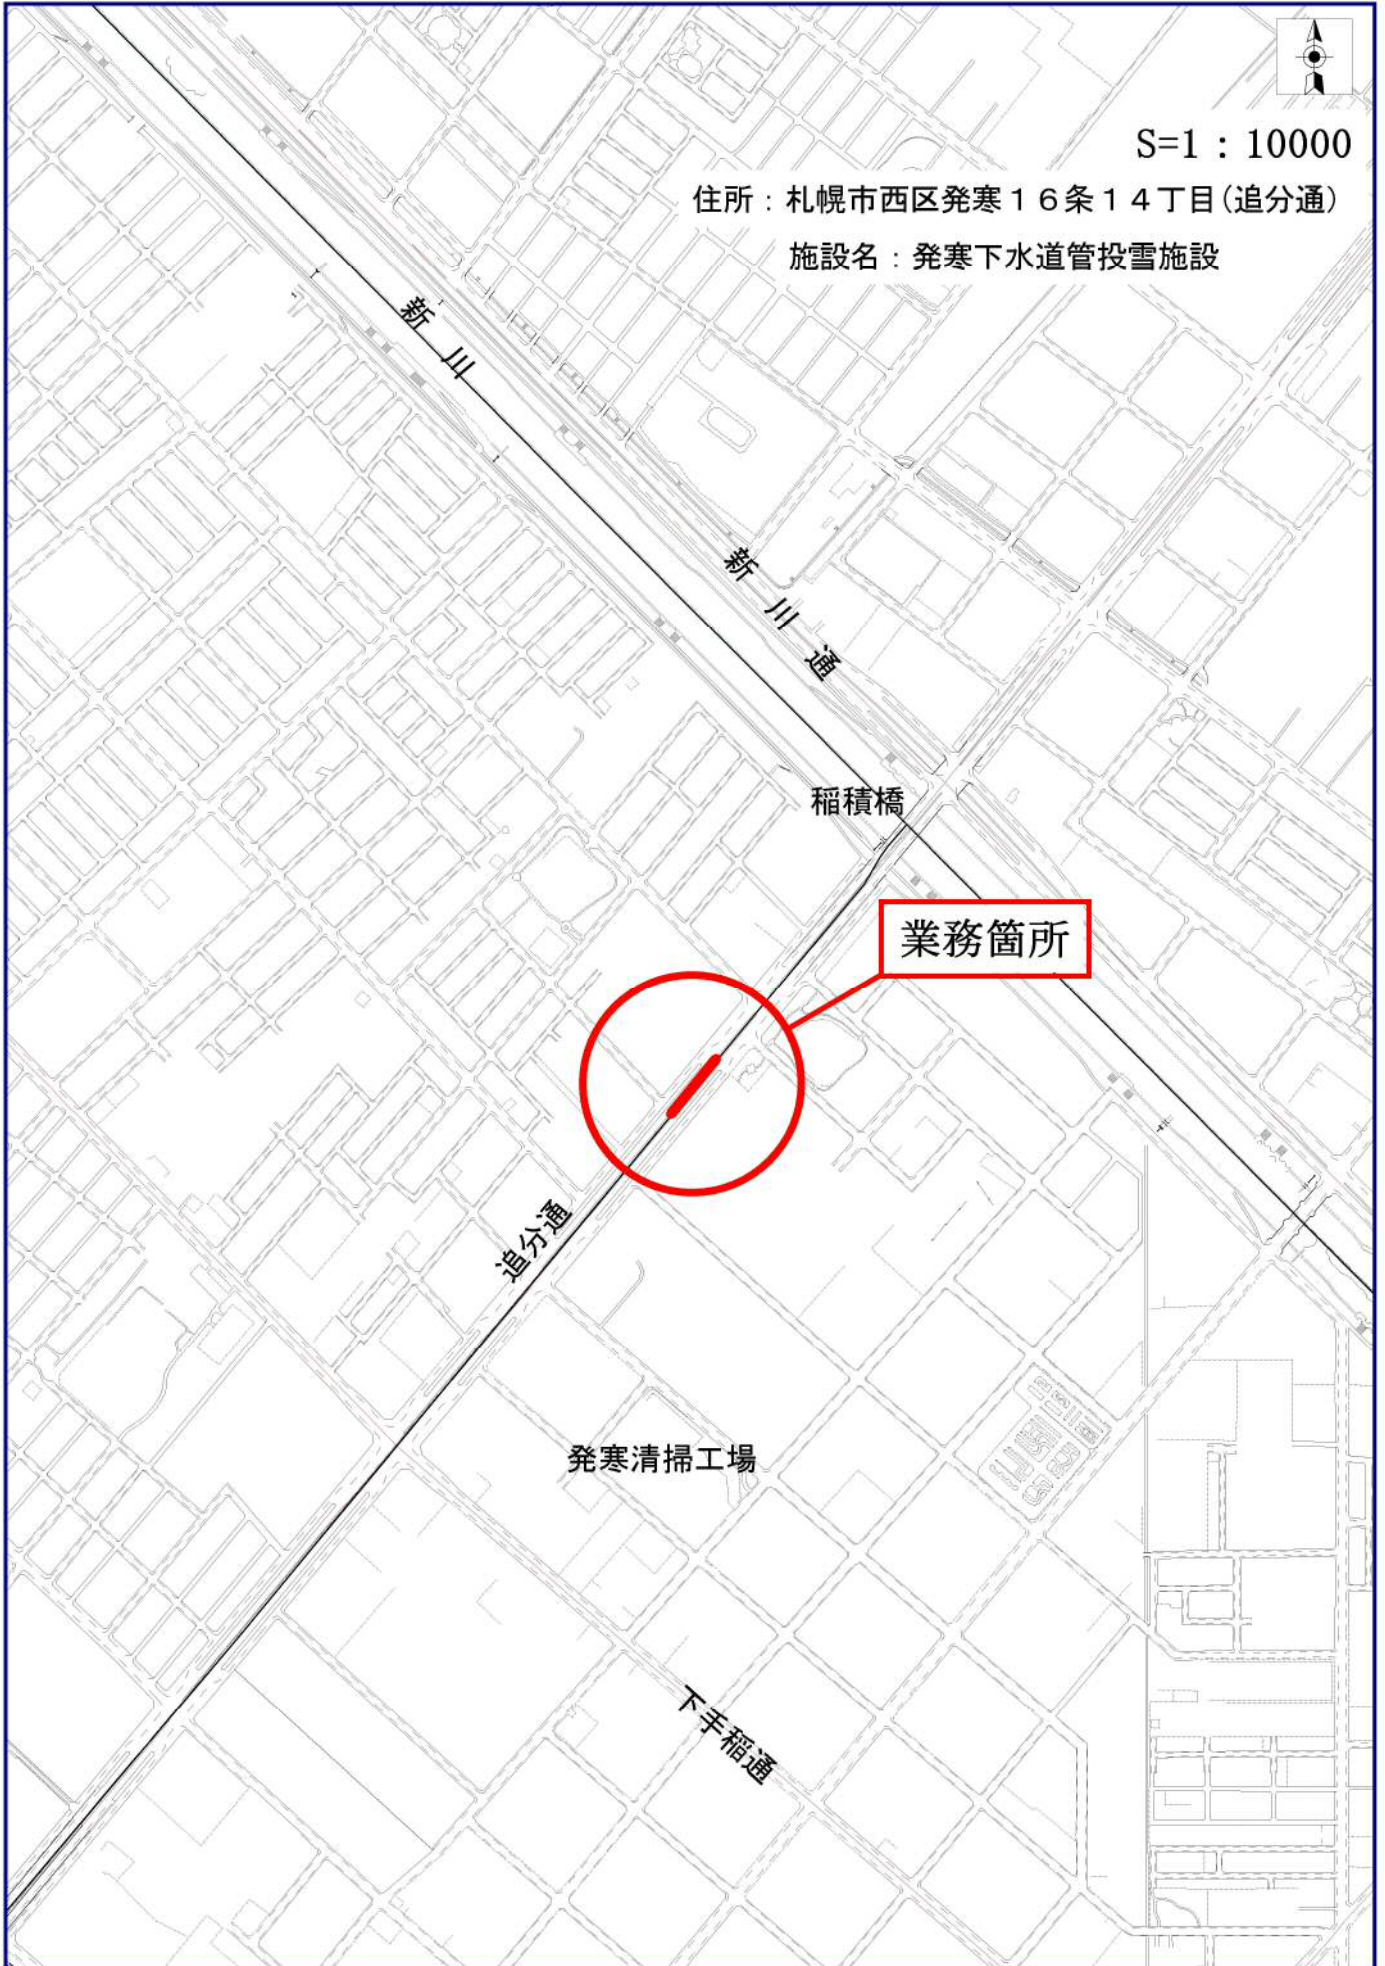 S=1：10000
住所：札幌市西区発寒１６条１４丁目(追分通)
施設名：発寒下水道管投雪施設
新川
新川通
稲積橋
業務箇所
追分通
発寒清掃工場
下手稲通